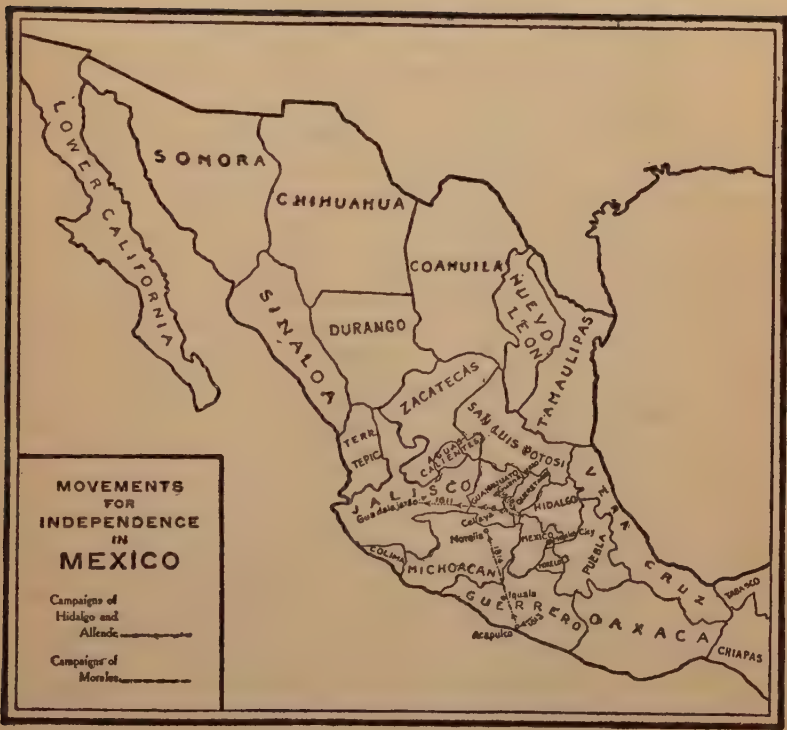 LOWER CALIFORNIA
SOMORA
CHIHUAHUA
COAHUILA
NUEVO
LEON
TAMAULIPAS
SINALOA
DURANGO
ZACATECAS
SAN LUIS POTOSI
TERR.
TEPIC
AGUAS
CALIENTES
JALISCO
Guadalajara
1811
GUANAJUATO
QUERETARO
HIDALGO
VERA CRUZ
Celaya
Morelia
MEXICO
MORELOS
PUEBLA
COLIMA
MICHOACAN
1814
Iguala
GUERRERO
Acapulco
OAXACA
TABASCO
CHIAPAS
MOVEMENTS
FOR
INDEPENDENCE
IN
MEXICO
Campaigns of
Hidalgo and
Allende
Campaigns of
Morales